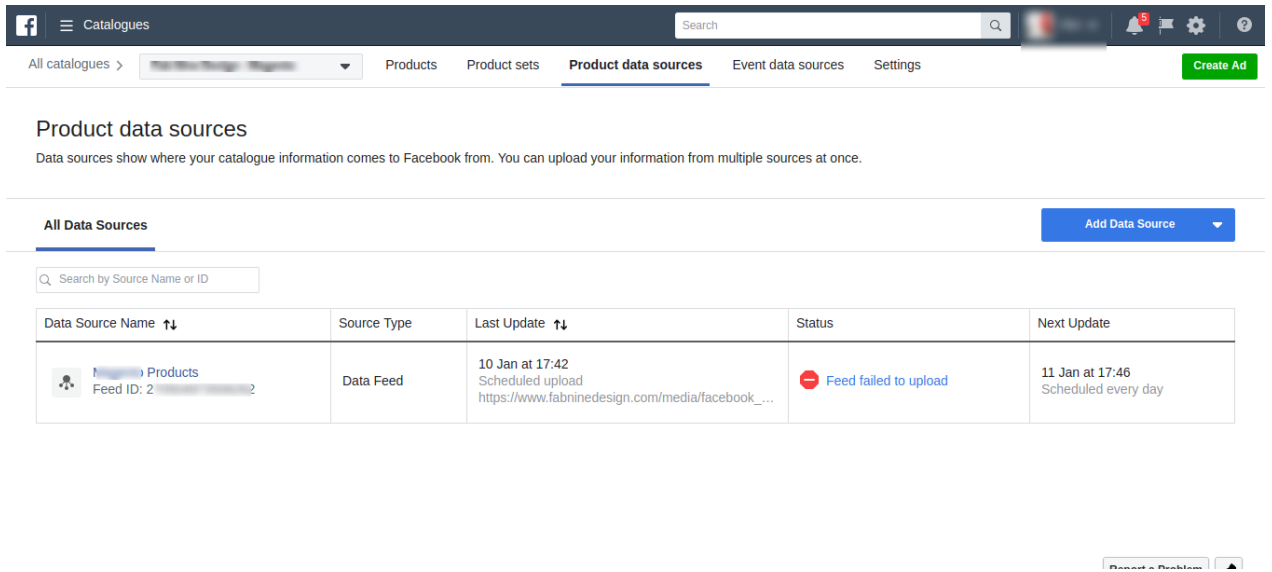 Catalogues
Search
5
All catalogues
Products
Product sets
Product data sources
Event data sources
Settings
Create Ad
Product data sources
Data sources show where your catalogue information comes to Facebook from. You can upload your information from multiple sources at once.
All Data Sources
Add Data Source
Search by Source Name or ID
Data Source Name
Source Type
Last Update
Status
Next Update
Products
Feed ID: 2
Data Feed
10 Jan at 17:42
Scheduled upload
https://www.fabninedesign.com/media/facebook_...
Feed failed to upload
11 Jan at 17:46
Scheduled every day
Report a Problem